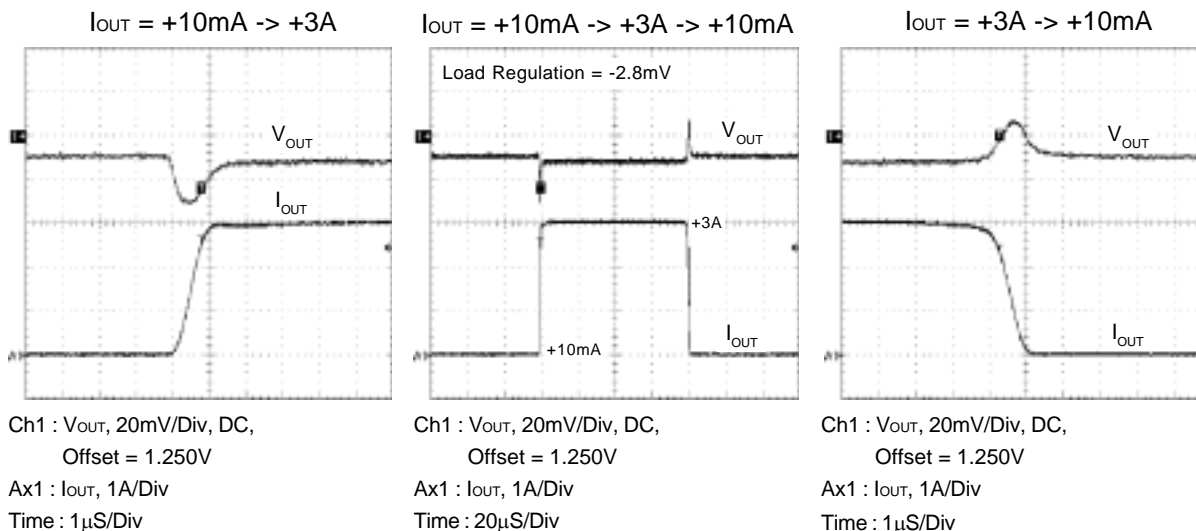 IOUT = +10mA -> +3A
VOUT
IOUT
Ch1 : VOUT, 20mV/Div, DC,
Offset = 1.250V
Ax1 : IOUT, 1A/Div
Time : 1µS/Div
IOUT = +10mA -> +3A -> +10mA
Load Regulation = -2.8mV
VOUT
+3A
+10mA
IOUT
Ch1 : VOUT, 20mV/Div, DC,
Offset = 1.250V
Ax1 : IOUT, 1A/Div
Time : 20µS/Div
IOUT = +3A -> +10mA
VOUT
IOUT
Ch1 : VOUT, 20mV/Div, DC,
Offset = 1.250V
Ax1 : IOUT, 1A/Div
Time : 1µS/Div